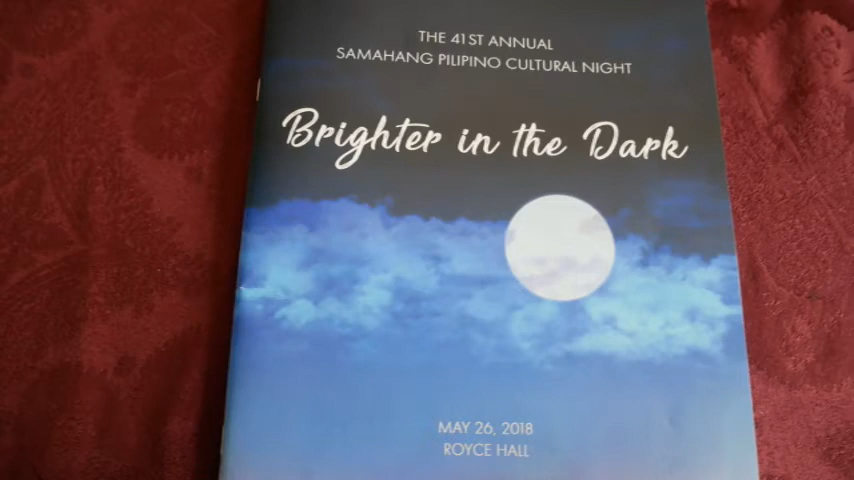 THE 41ST ANNUAL
SAMAHANG PILIPINO CULTURAL NIGHT
Brighter in the Dark
MAY 26, 2018
ROYCE HALL